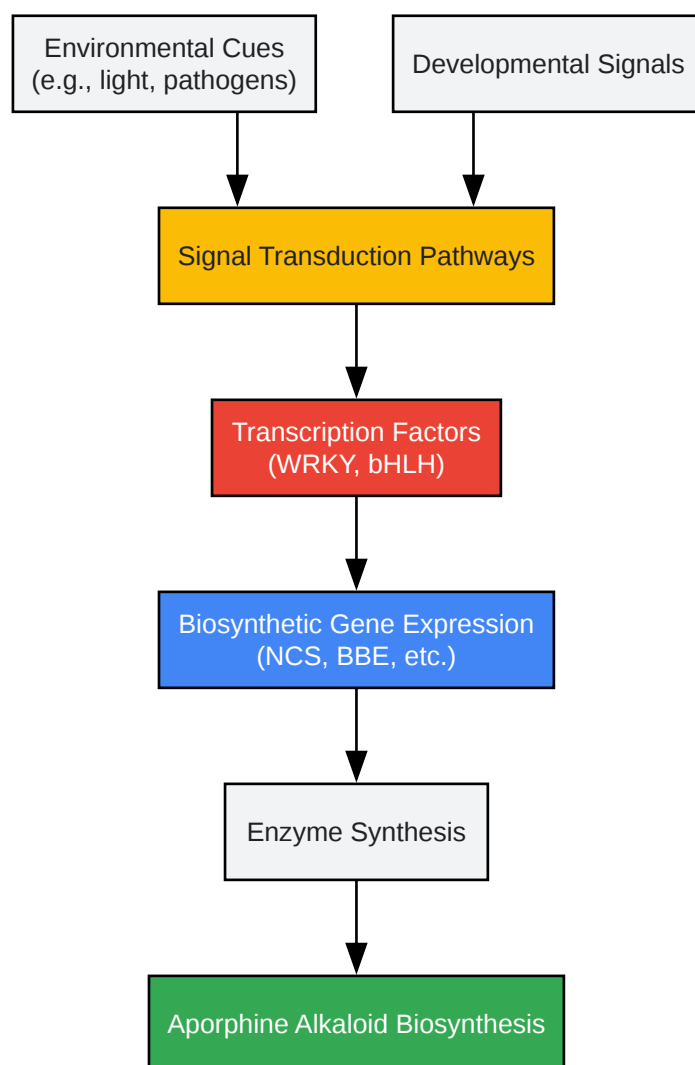 Environmental Cues
(e.g., light, pathogens)
Developmental Signals
Signal Transduction Pathways
Transcription Factors
(WRKY, bHLH)
Biosynthetic Gene Expression
(NCS, BBE, etc.)
Enzyme Synthesis
Aporphine Alkaloid Biosynthesis